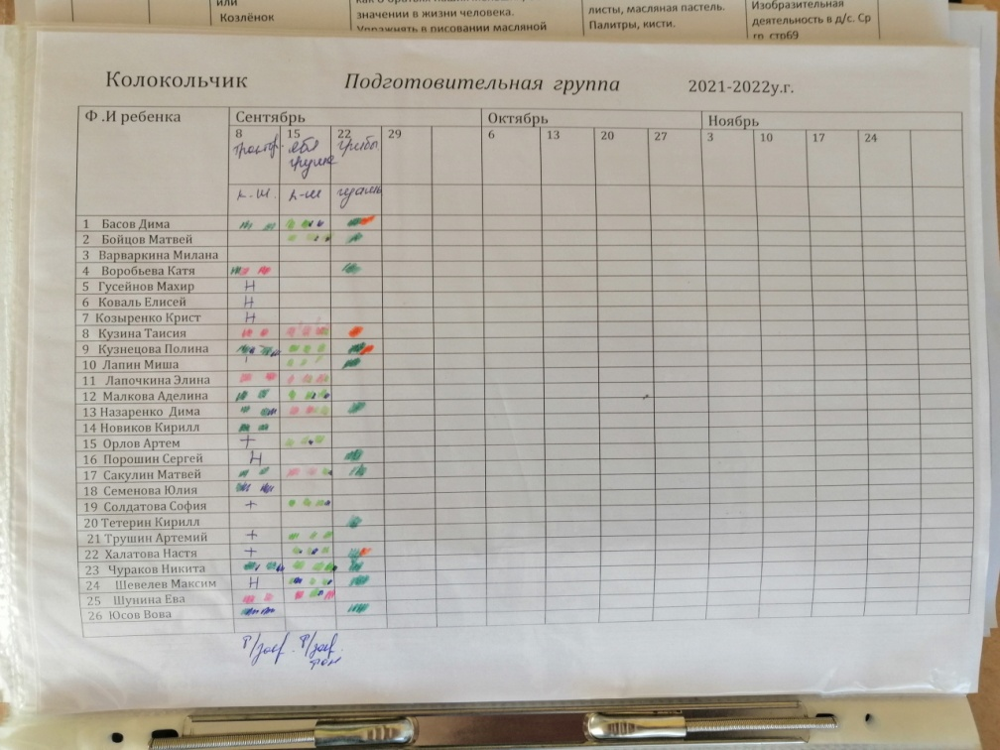 или
Козлёнок
значении в жизни человека.
Упражнять в рисовании масляной
листы, масляная пастель.
Палитры, кисти.
Изобразительная
деятельность в д/с. Ср
гр стр69
Колокольчик Подготовительная группа 2021-2022у.г.
Ф .И ребенка Сентябрь Октябрь Ноябрь
8 15 22 29 6 13 20 27 3 10 17 24
грибы
к.-ш. к-ш
1 Басов Дима
2 Бойцов Матвей
3 Варваркина Милана
4 Воробьева Катя
5 Гусейнов Махир Н
6 Коваль Елисей Н
7 Козыренко Крист Н
8 Кузина Таисия
9 Кузнецова Полина
10 Лапин Миша
11 Лапочкина Элина
12 Малкова Аделина
13 Назаренко Дима
14 Новиков Кирилл
15 Орлов Артем +
16 Порошин Сергей Н
17 Сакулин Матвей
18 Семенова Юлия
19 Солдатова София +
20 Тетерин Кирилл
21 Трушин Артемий +
22 Халатова Настя +
23 Чураков Никита
24 Шевелев Максим Н
25 Шунина Ева
26 Юсов Вова